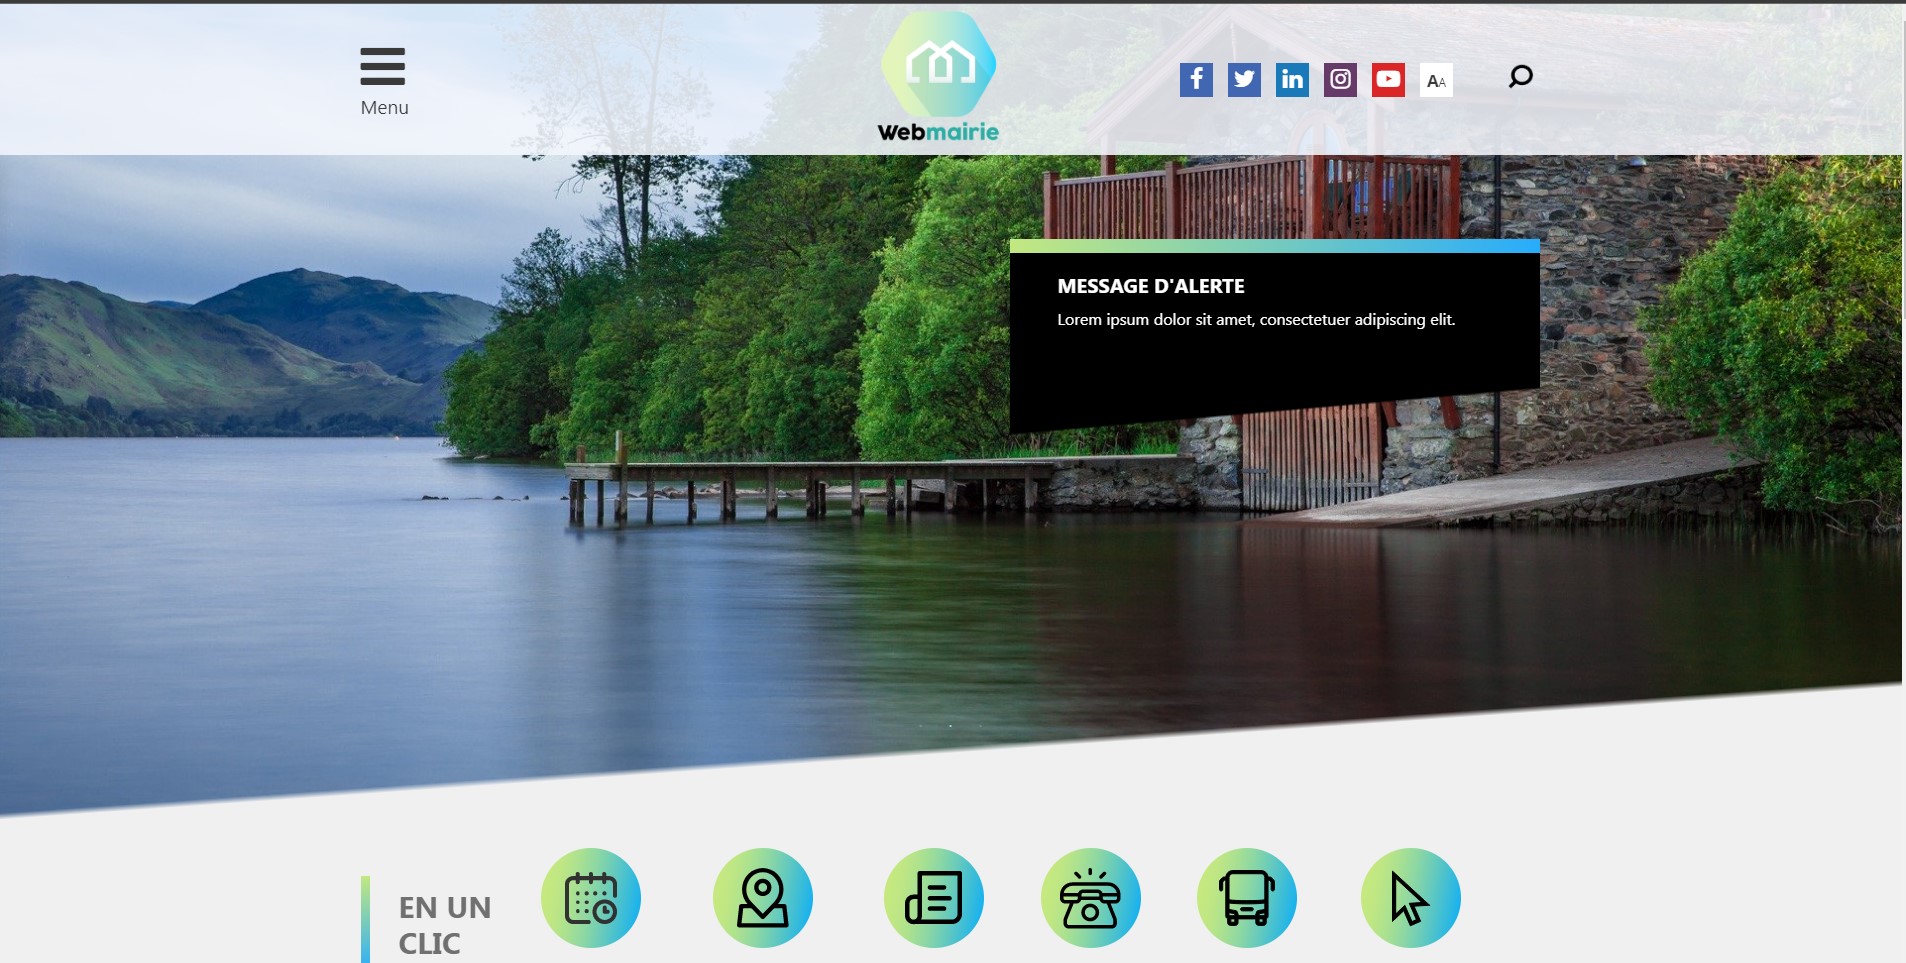 Menu
Webmairie
AA
MESSAGE D'ALERTE
Lorem ipsum dolor sit amet, consectetuer adipiscing elit.
EN UN
CLIC